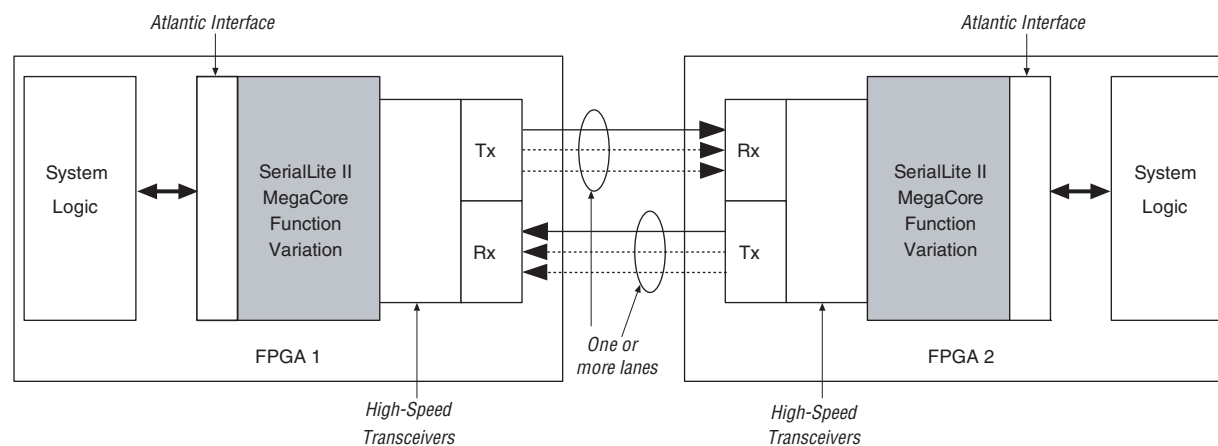 Atlantic Interface
Atlantic Interface
System
Logic
SerialLite II
MegaCore
Function
Variation
Tx
Rx
Rx
Tx
SerialLite II
MegaCore
Function
Variation
System
Logic
FPGA 1
One or
more lanes
FPGA 2
High-Speed
Transceivers
High-Speed
Transceivers